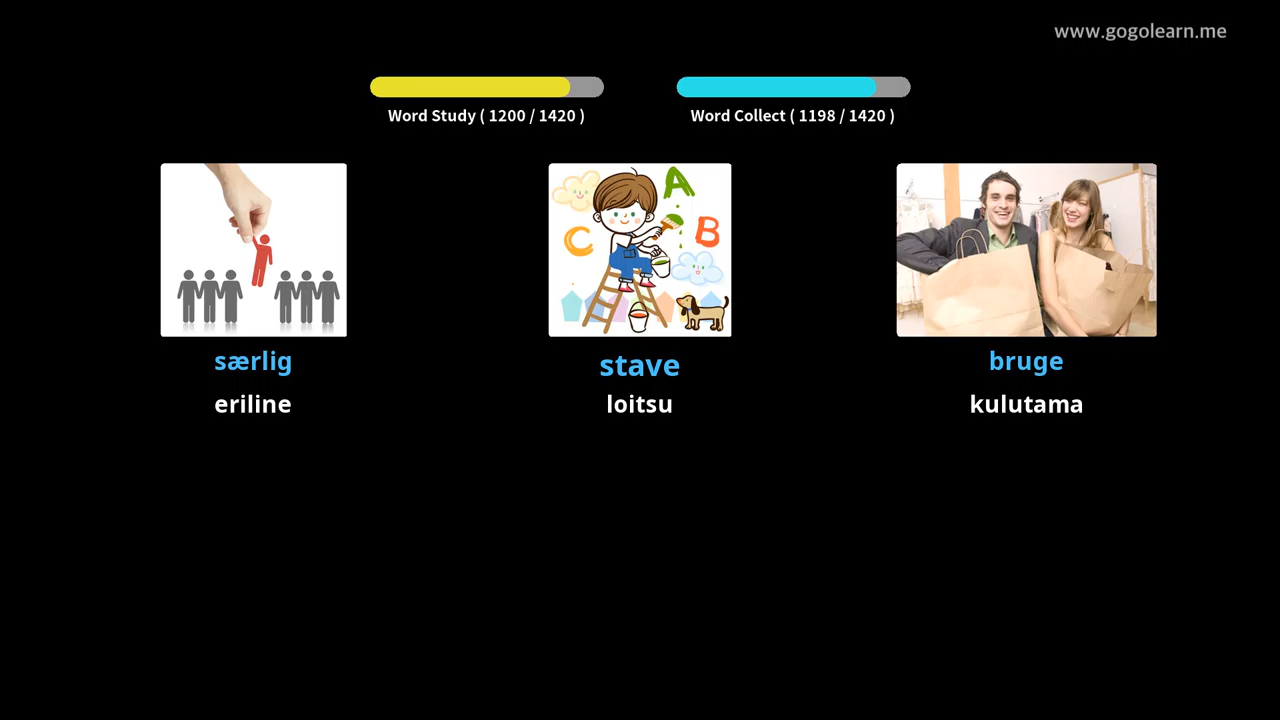 www.gogolearn.me
Word Study ( 1200 / 1420 )
Word Collect ( 1198 / 1420 )
A
B
C
særlig
stave
bruge
eriline
loitsu
kulutama